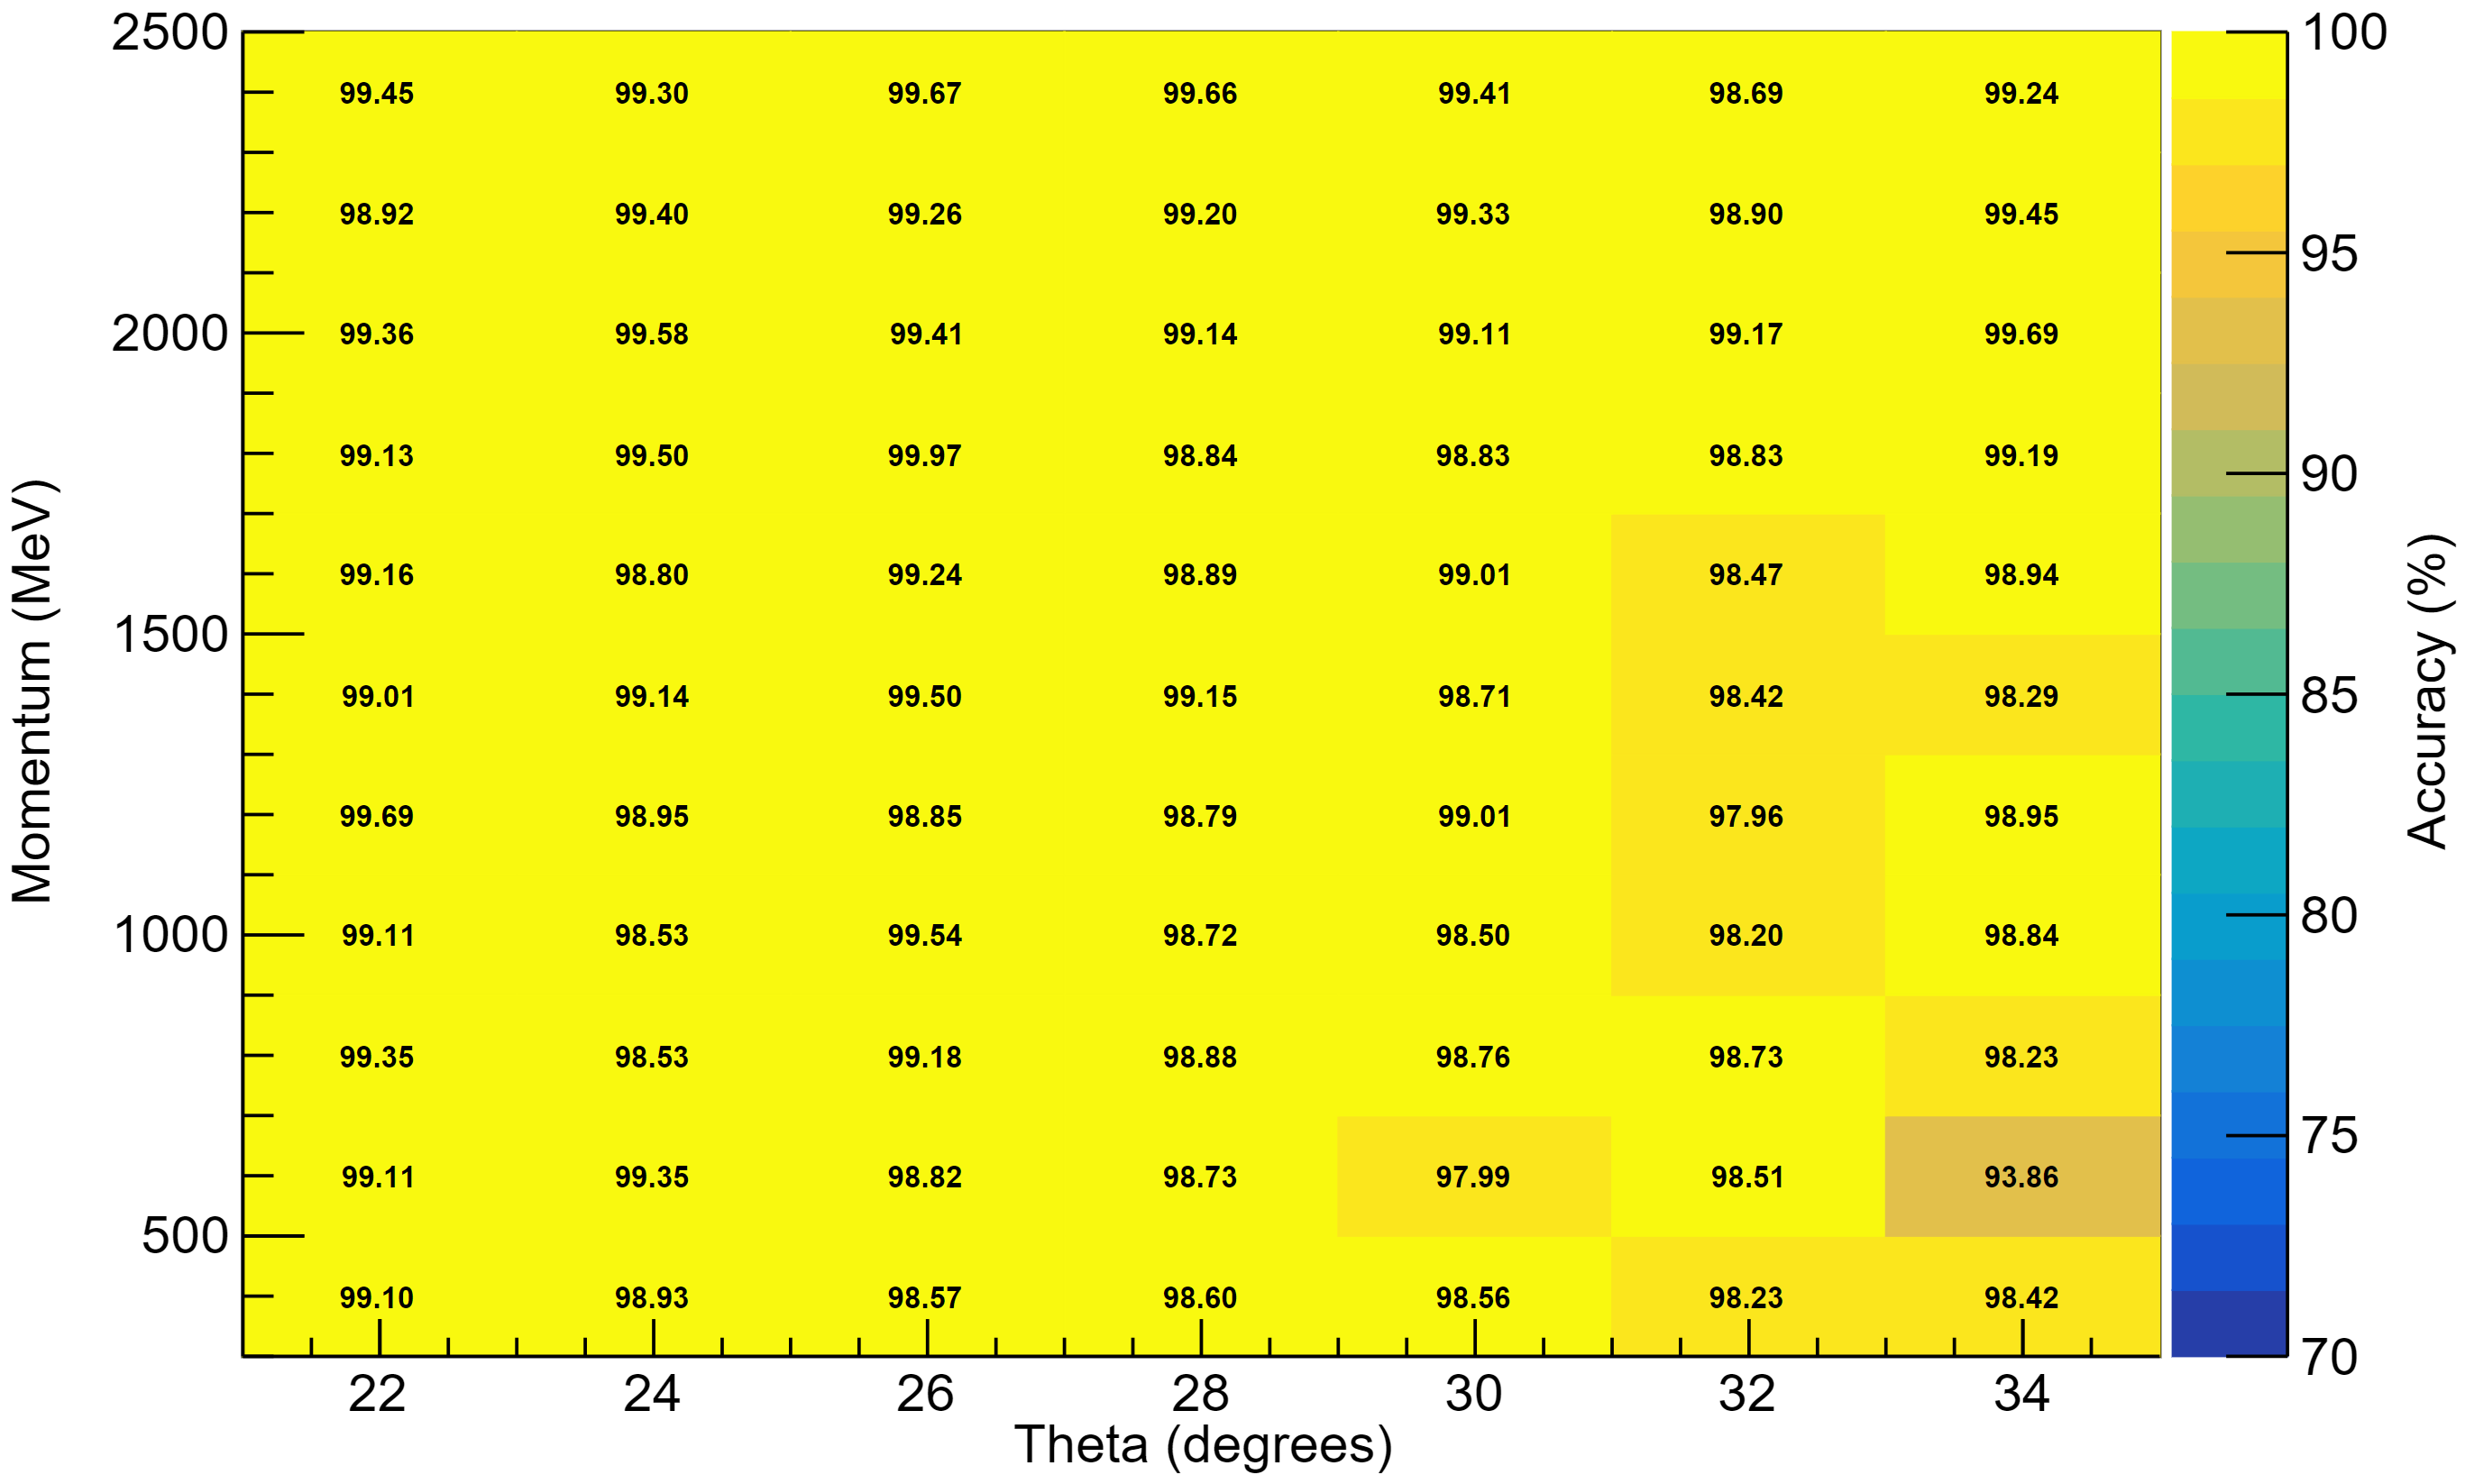 2500
99.45 99.30 99.67 99.66 99.41 98.69 99.24
100
98.92 99.40 99.26 99.20 99.33 98.90 99.45
95
2000
99.36 99.58 99.41 99.14 99.11 99.17 99.69
99.13 99.50 99.97 98.84 98.83 98.83 99.19
90
Momentum (MeV)
Accuracy (%)
99.16 98.80 99.24 98.89 99.01 98.47 98.94
1500
99.01 99.14 99.50 99.15 98.71 98.42 98.29
85
99.69 98.95 98.85 98.79 99.01 97.96 98.95
1000
99.11 98.53 99.54 98.72 98.50 98.20 98.84
80
99.35 98.53 99.18 98.88 98.76 98.73 98.23
75
99.11 99.35 98.82 98.73 97.99 98.51 93.86
500
99.10 98.93 98.57 98.60 98.56 98.23 98.42
70
22 24 26 28 30 32 34
Theta (degrees)